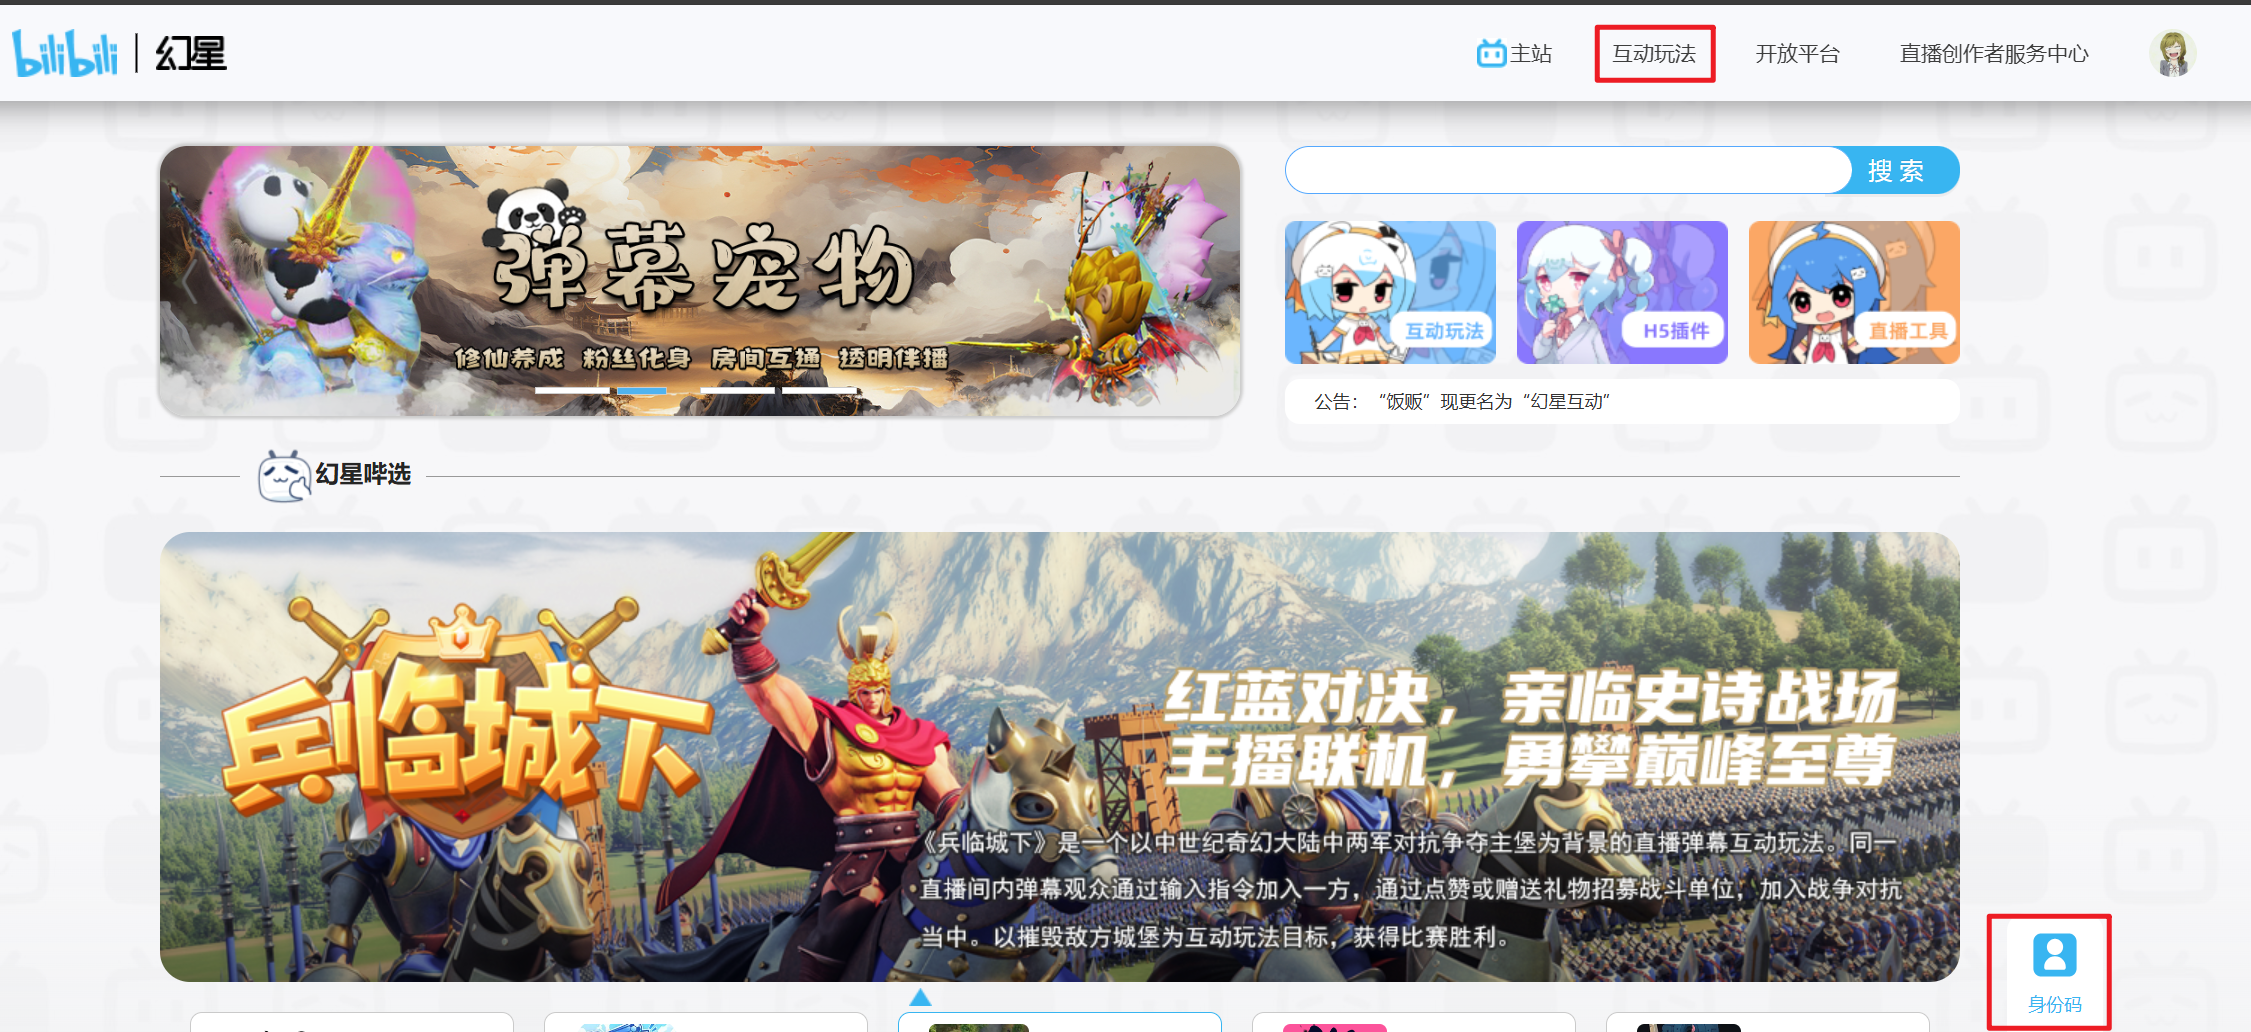 bilibili 幻星
主站 互动玩法 开放平台 直播创作者服务中心
弹幕宠物
修仙养成 粉丝化身 房间互通 透明伴播
搜索
互动玩法
H5插件
直播工具
公告：“饭贩”现更名为“幻星互动”
幻星哔选
兵临城下
红蓝对决，亲临史诗战场
主播联机，勇攀巅峰至尊
《兵临城下》是一个以中世纪奇幻大陆中两军对抗争夺主堡为背景的直播弹幕互动玩法。同一
直播间内弹幕观众通过输入指令加入一方，通过点赞或赠送礼物招募战斗单位，加入战争对抗
当中。以摧毁敌方城堡为互动玩法目标，获得比赛胜利。
身份码